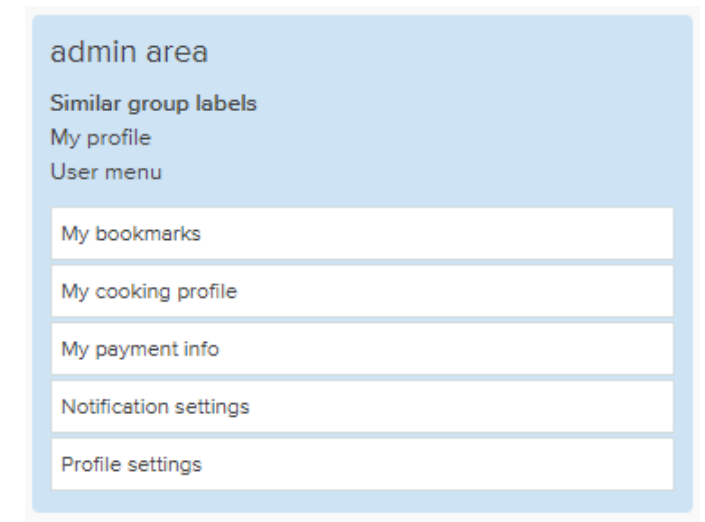 admin area
Similar group labels
My profile
User menu
My bookmarks
My cooking profile
My payment info
Notification settings
Profile settings